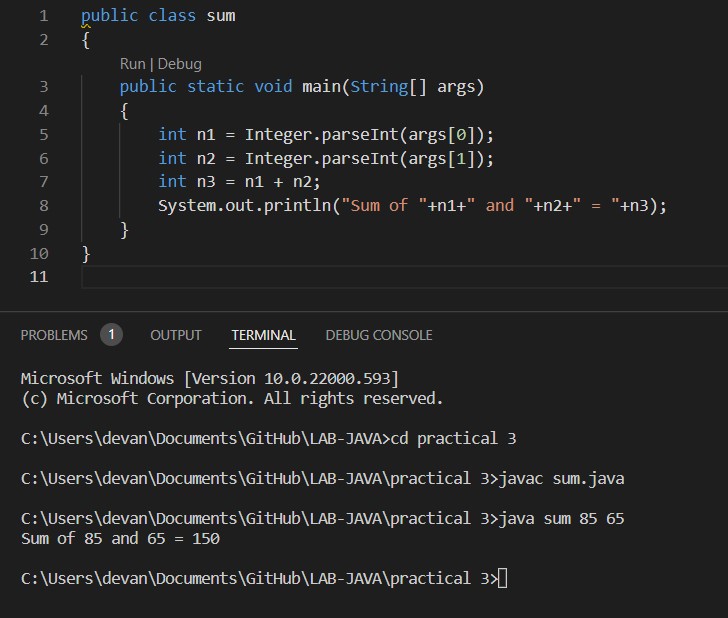 1 public class sum
2 {
Run | Debug
3 public static void main(String[] args)
4 {
5 int n1 = Integer.parseInt(args[0]);
6 int n2 = Integer.parseInt(args[1]);
7 int n3 = n1 + n2;
8 System.out.println("Sum of "+n1+" and "+n2+" = "+n3);
9 }
10 }
11
PROBLEMS 1 OUTPUT TERMINAL DEBUG CONSOLE
Microsoft Windows [Version 10.0.22000.593]
(c) Microsoft Corporation. All rights reserved.
C:\Users\devan\Documents\GitHub\LAB-JAVA>cd practical 3
C:\Users\devan\Documents\GitHub\LAB-JAVA\practical 3>javac sum.java
C:\Users\devan\Documents\GitHub\LAB-JAVA\practical 3>java sum 85 65
Sum of 85 and 65 = 150
C:\Users\devan\Documents\GitHub\LAB-JAVA\practical 3>